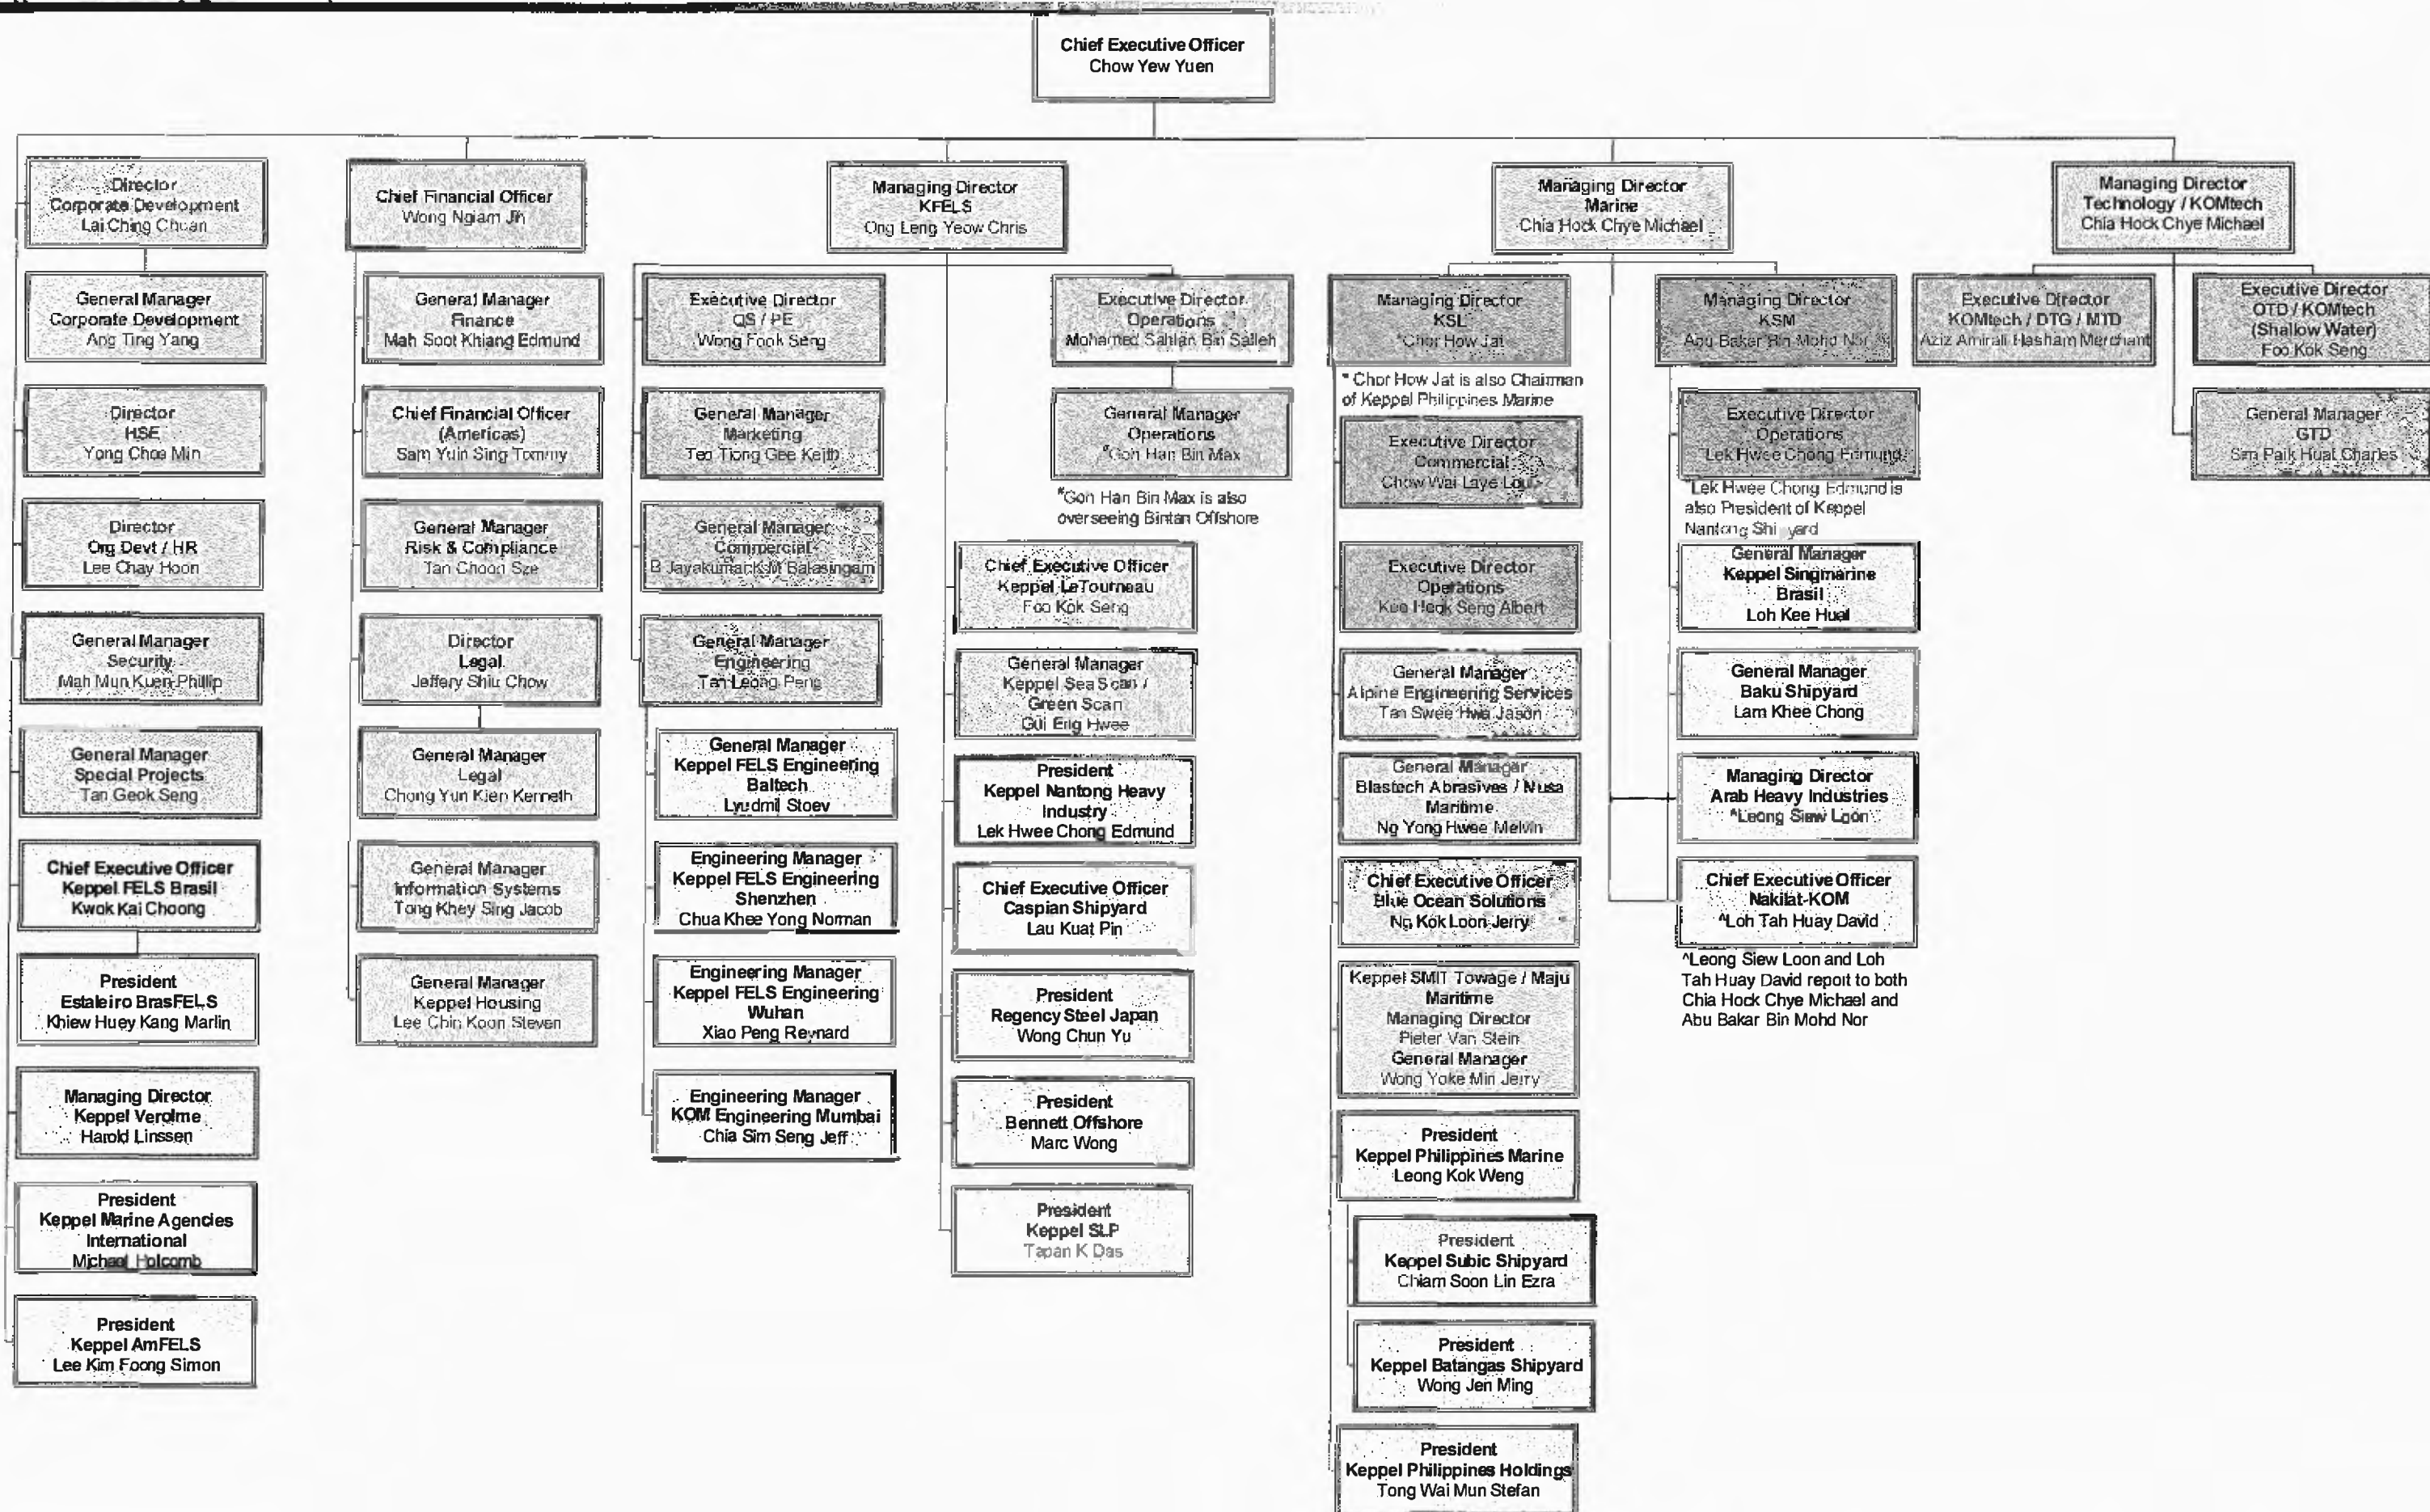 Chief Executive Officer
Chow Yew Yuen
Director
Corporate Development
Lai Ching Chuan
General Manager
Corporate Development
Ang Ting Yang
Director
HSE
Yong Chee Min
Director
Org Devt / HR
Lee Chay Hoon
General Manager
Security
Mah Mun Kuen Phillip
General Manager
Special Projects
Tan Geok Seng
Chief Executive Officer
Keppel FELS Brasil
Kwok Kai Choong
President
Estaleiro BrasFELS
Khiew Huey Kang Marlin
Managing Director
Keppel Verolme
Harold Linssen
President
Keppel Marine Agencies
International
Michael Holcomb
President
Keppel AmFELS
Lee Kim Foong Simon
Chief Financial Officer
Wong Ngiam Jih
General Manager
Finance
Mah Soot Khiang Edmund
Chief Financial Officer
(Americas)
Sam Yuin Sing Tommy
General Manager
Risk & Compliance
Tan Choon Sze
Director
Legal
Jeffery Shiu Chow
General Manager
Legal
Chong Yun Kien Kenneth
General Manager
Information Systems
Tong Khey Sing Jacob
General Manager
Keppel Housing
Lee Chin Koon Steven
Managing Director
KFELS
Ong Leng Yeow Chris
Executive Director
QS / PE
Wong Fook Seng
General Manager
Marketing
Teo Tiong Gee Keith
General Manager
Commercial
B Jayakumar K M Balasingam
General Manager
Engineering
Tan Leong Peng
General Manager
Keppel FELS Engineering
Baltech
Lyudmil Stoev
Engineering Manager
Keppel FELS Engineering
Shenzhen
Chua Khee Yong Norman
Engineering Manager
Keppel FELS Engineering
Wuhan
Xiao Peng Reynard
Engineering Manager
KOM Engineering Mumbai
Chia Sim Seng Jeff
Executive Director
Operations
Mohamed Sahlan Bin Salleh
General Manager
Operations
#Goh Han Bin Max
#Goh Han Bin Max is also
overseeing Bintan Offshore
Chief Executive Officer
Keppel LeTourneau
Foo Kok Seng
General Manager
Keppel Sea Scan /
Green Scan
Gui Eng Hwee
President
Keppel Nantong Heavy
Industry
Lek Hwee Chong Edmund
Chief Executive Officer
Caspian Shipyard
Lau Kuat Pin
President
Regency Steel Japan
Wong Chun Yu
President
Bennett Offshore
Marc Wong
President
Keppel SLP
Tapan K Das
Managing Director
Marine
Chia Hock Chye Michael
Managing Director
KSL
*Chor How Jat
* Chor How Jat is also Chairman
of Keppel Philippines Marine
Executive Director
Commercial
Chow Wai Laye
Executive Director
Operations
Hock Seng Albert
General Manager
Alpine Engineering Services
Tan Swee Hwa Jason
General Manager
Blastech Abrasives / Nusa
Maritime
Ng Yong Hwee Melvin
Chief Executive Officer
Blue Ocean Solutions
Ng Kok Loon Jerry
Keppel SMIT Towage / Maju
Maritime
Managing Director
Pieter Van Stein
General Manager
Wong Yoke Min Jerry
President
Keppel Philippines Marine
Leong Kok Weng
President
Keppel Subic Shipyard
Chiam Soon Lin Ezra
President
Keppel Batangas Shipyard
Wong Jen Ming
President
Keppel Philippines Holdings
Tong Wai Mun Stefan
Managing Director
KSM
Abu Bakar Bin Mohd Nor
Executive Director
Operations
"Lek Hwee Chong Edmund
"Lek Hwee Chong Edmund is
also President of Keppel
Nantong Shi yard
General Manager
Keppel Singmarine
Brasil
Loh Kee Huat
General Manager
Baku Shipyard
Lam Khee Chong
Managing Director
Arab Heavy Industries
^Leong Siew Loon
Chief Executive Officer
Nakilat-KOM
^Loh Tah Huay David
^Leong Siew Loon and Loh
Tah Huay David report to both
Chia Hock Chye Michael and
Abu Bakar Bin Mohd Nor
Managing Director
Technology / KOMtech
Chia Hock Chye Michael
Executive Director
KOMtech / DTG / MTD
Aziz Amirali Hasham Merchant
Executive Director
OTD / KOMtech
(Shallow Water)
Foo Kok Seng
General Manager
GTD
Sim Paik Huat Charles